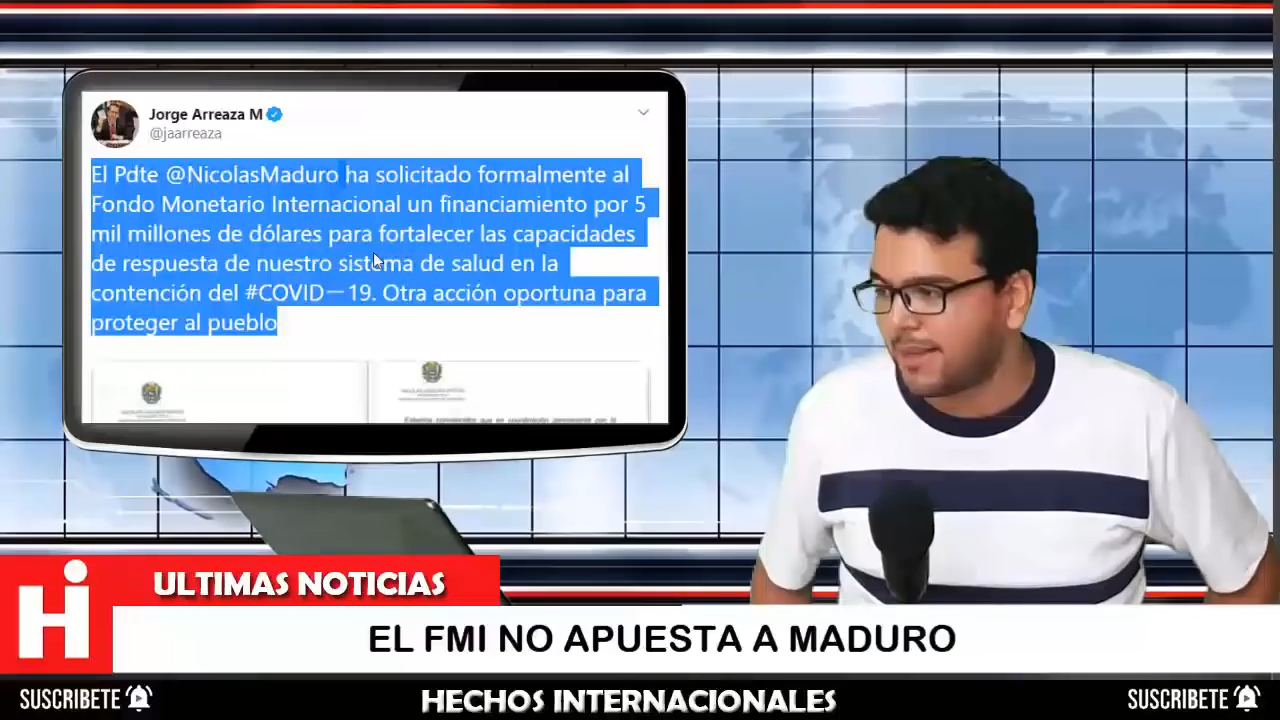 Jorge Arreaza M
@jaarreaza
El Pdte @NicolasMaduro ha solicitado formalmente al
Fondo Monetario Internacional un financiamiento por 5
mil millones de dólares para fortalecer las capacidades
de respuesta de nuestro sistema de salud en la
contención del #COVID—19. Otra acción oportuna para
proteger al pueblo
Hi
ULTIMAS NOTICIAS
EL FMI NO APUESTA A MADURO
SUSCRIBETE
HECHOS INTERNACIONALES
SUSCRIBETE